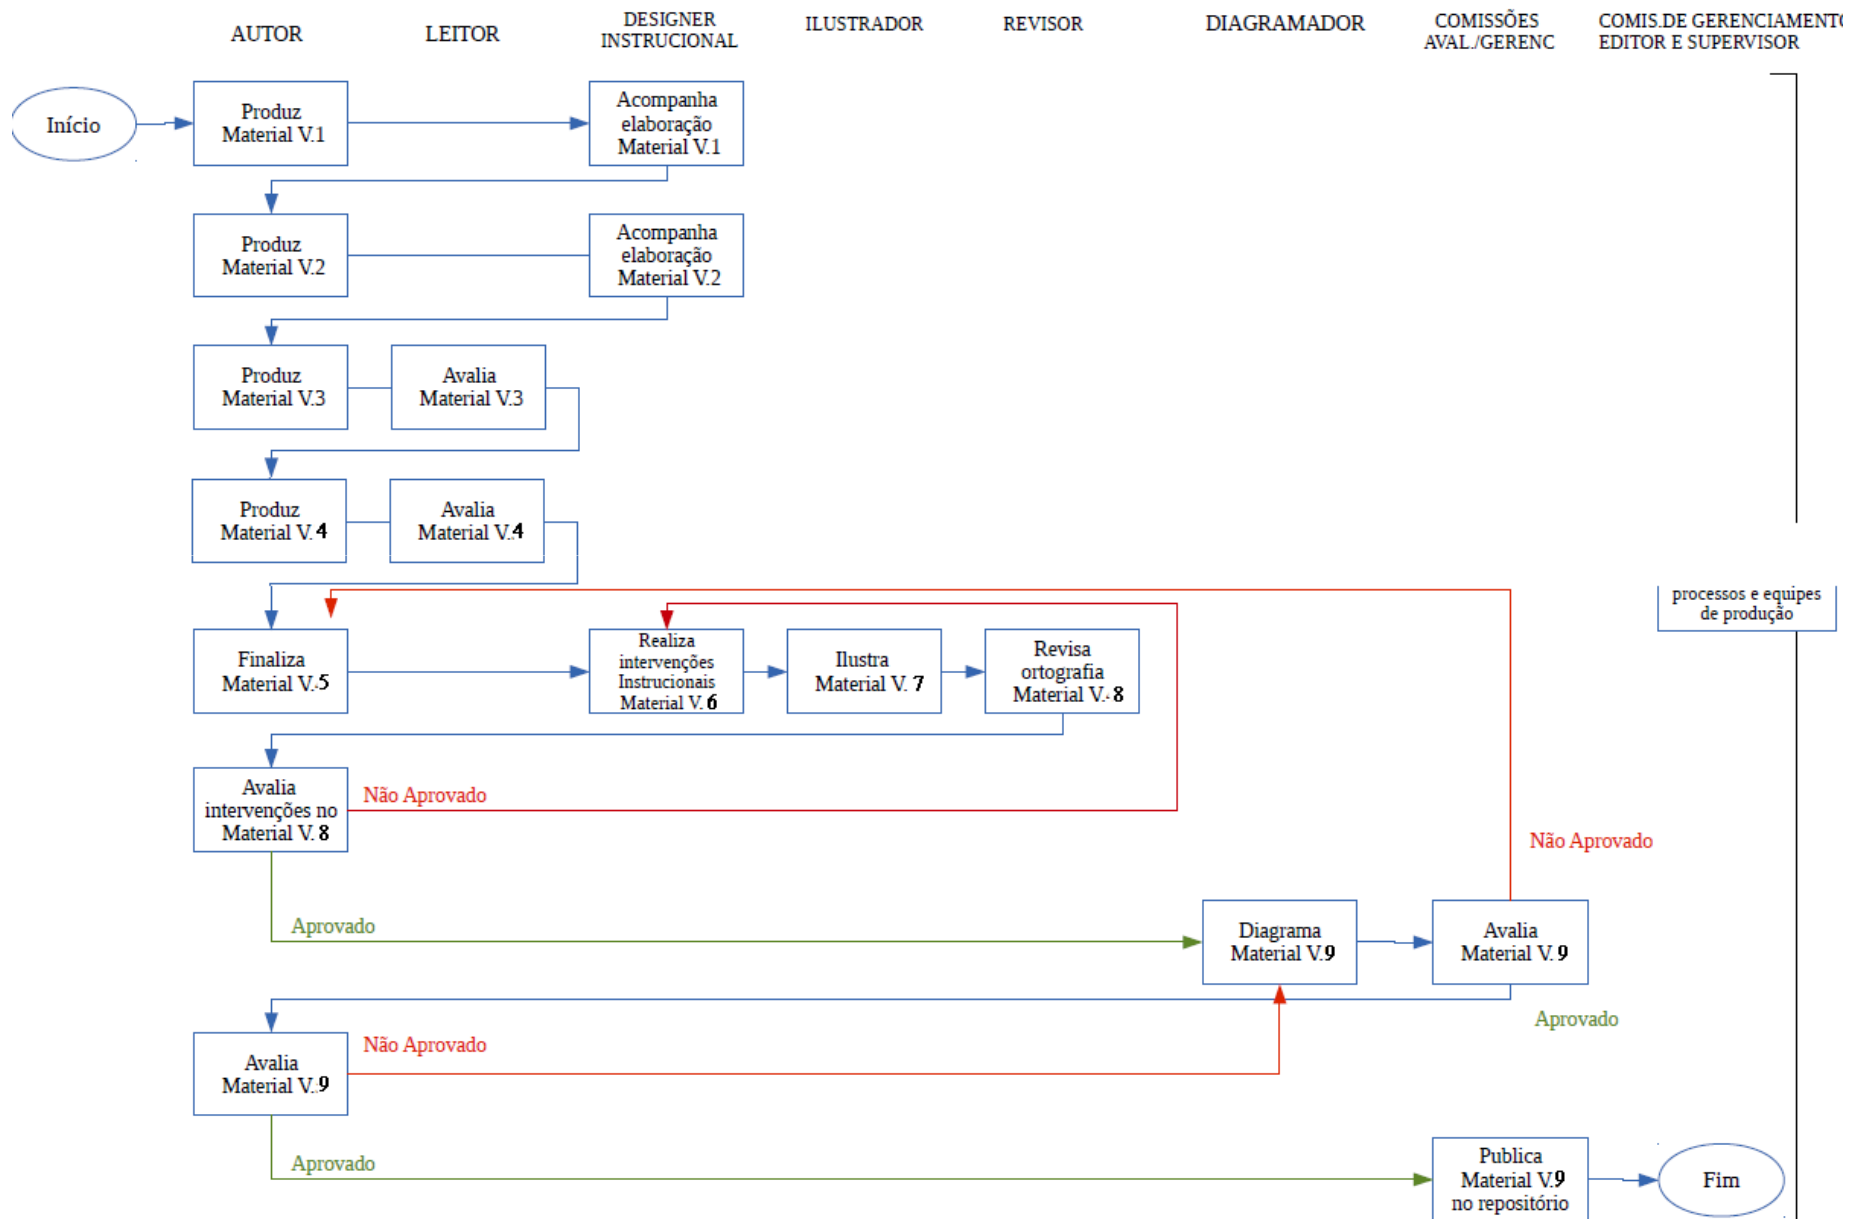 AUTOR
LEITOR
DESIGNER
INSTRUCIONAL
ILUSTRADOR
REVISOR
DIAGRAMADOR
COMISSÕES
AVAL./GERENC
COMIS.DE GERENCIAMENTO
EDITOR E SUPERVISOR
Início
Produz
Material V.1
Acompanha
elaboração
Material V.1
Produz
Material V.2
Acompanha
elaboração
Material V.2
Produz
Material V.3
Avalia
Material V.3
Produz
Material V. 4
Avalia
Material V.4
processos e equipes
de produção
Finaliza
Material V. 5
Realiza
intervenções
Instrucionais
Material V. 6
Ilustra
Material V. 7
Revisa
ortografia
Material V. 8
Avalia
intervenções no
Material V. 8
Não Aprovado
Não Aprovado
Aprovado
Diagrama
Material V.9
Avalia
Material V. 9
Aprovado
Avalia
Material V. 9
Não Aprovado
Aprovado
Publica
Material V.9
no repositório
Fim